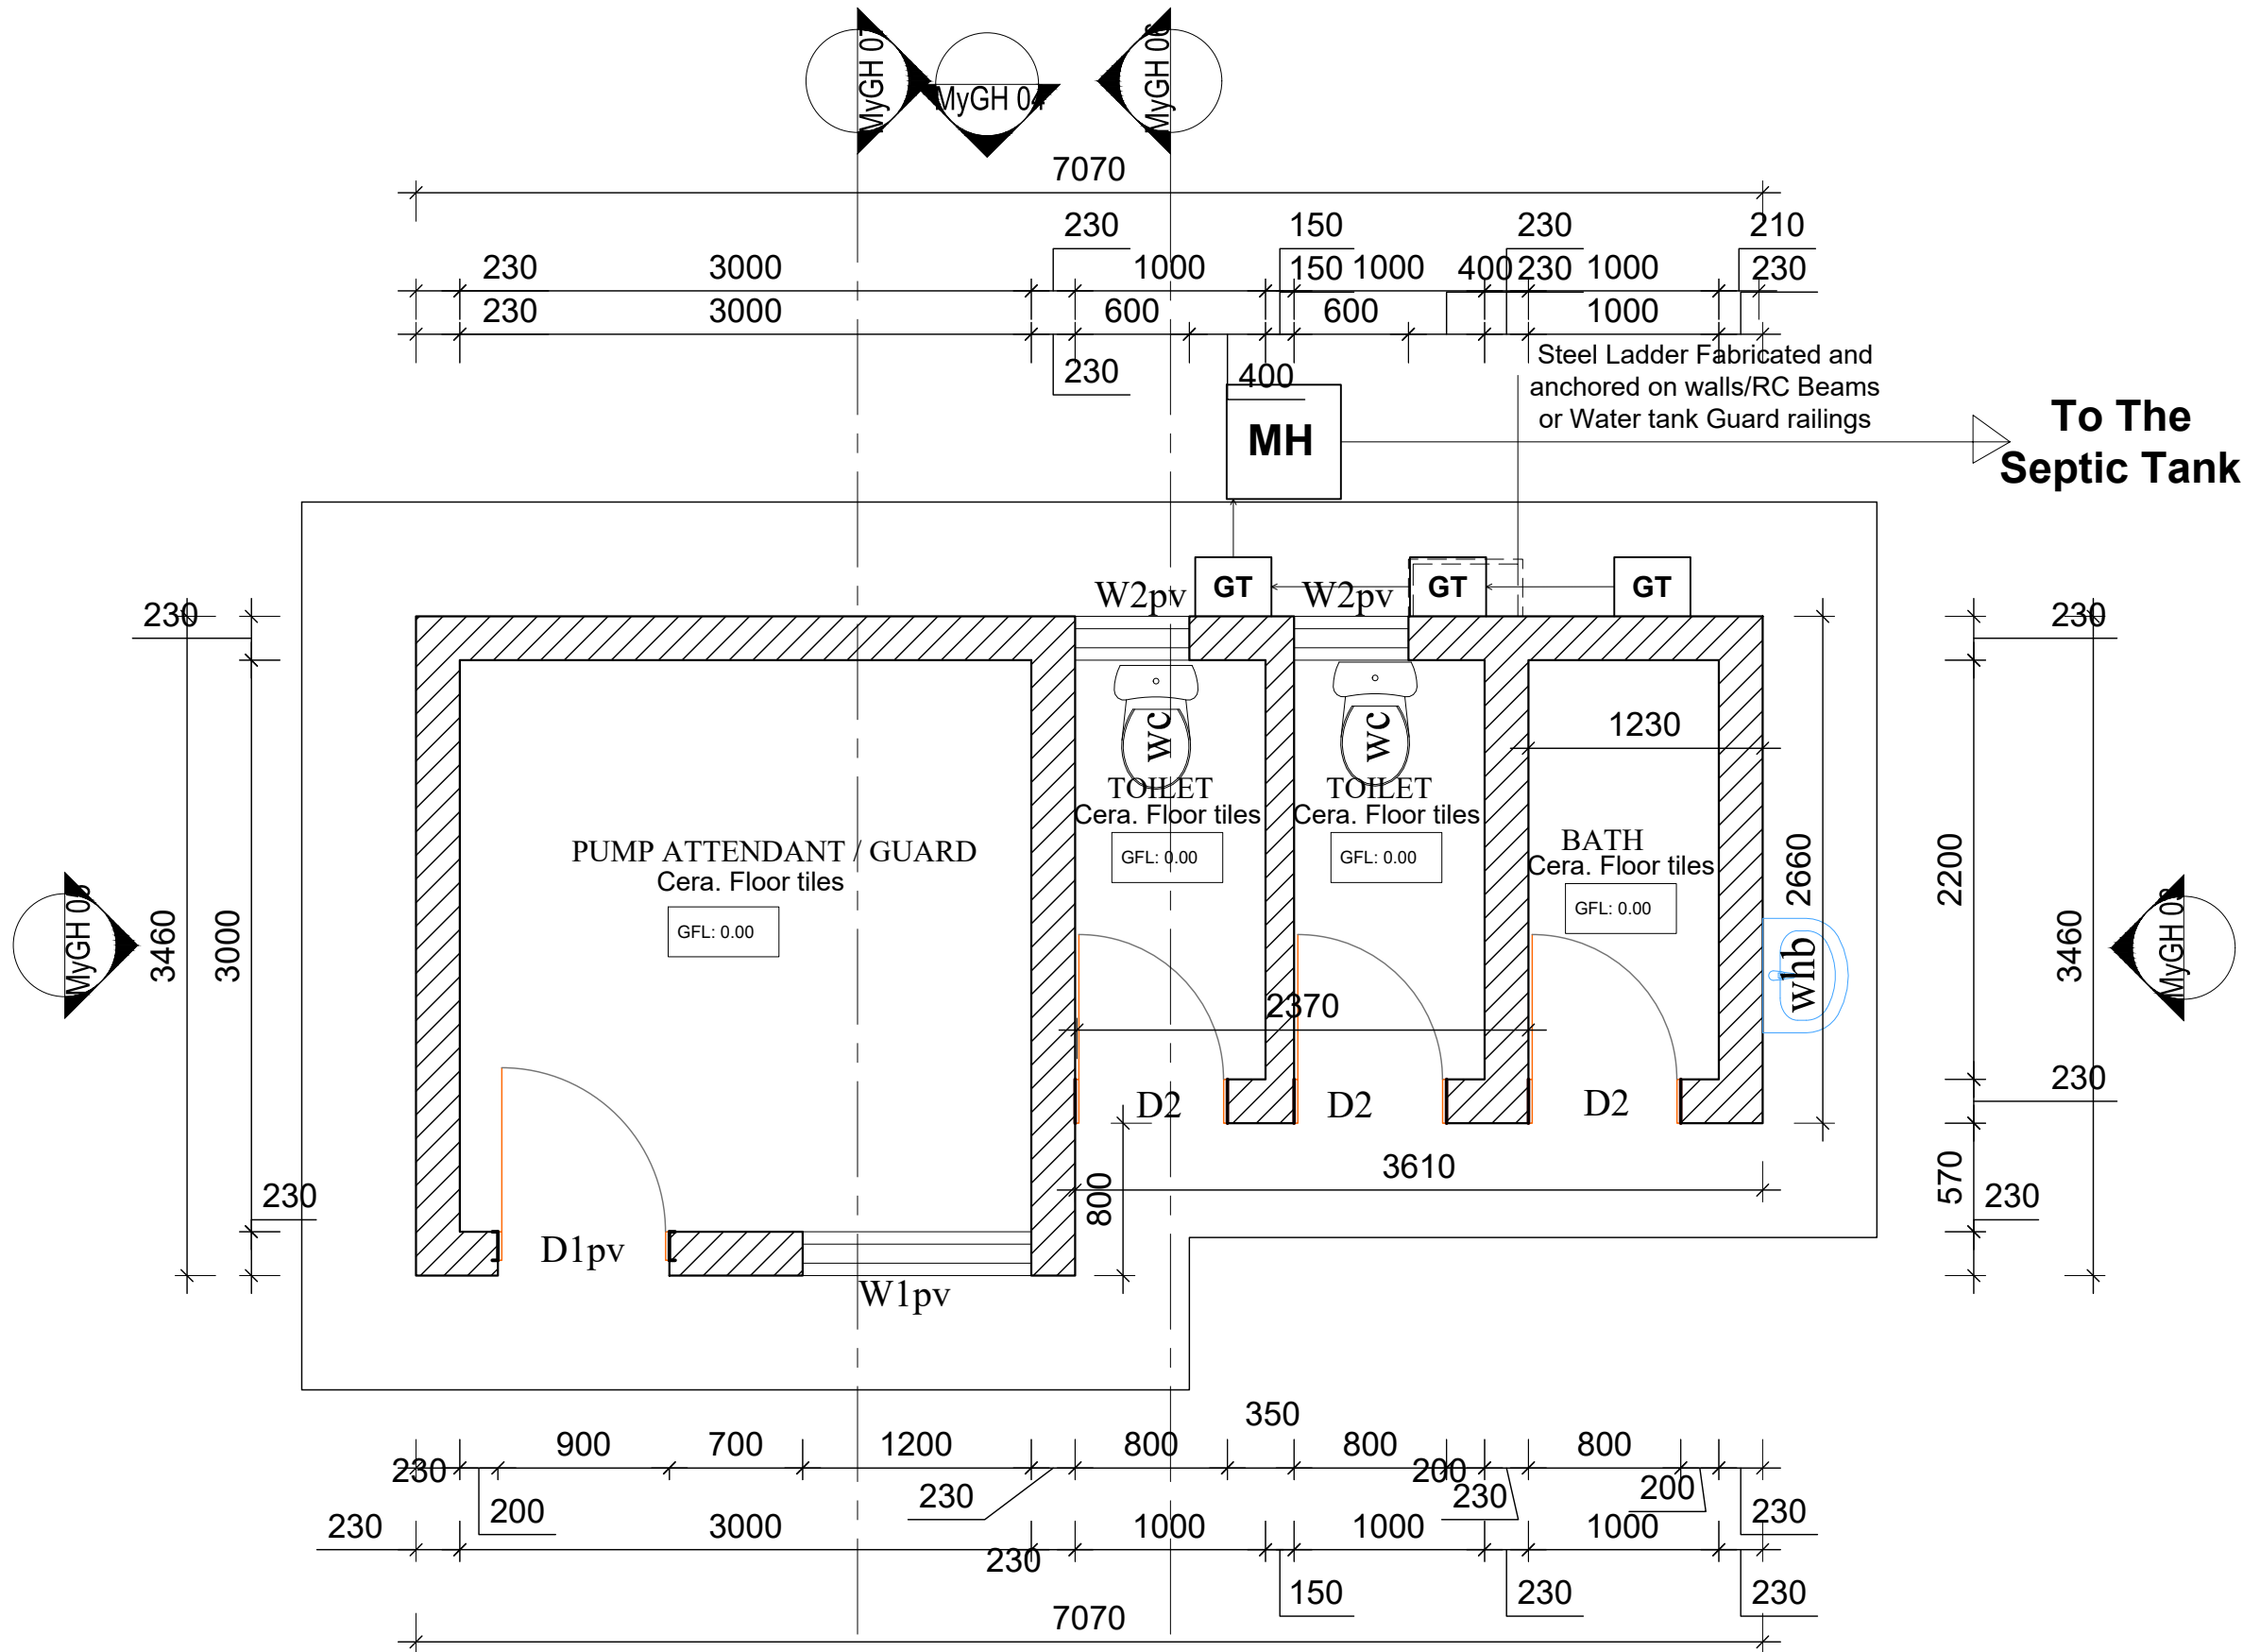 MyGH 07
MyGH 04
MyGH 06
7070
230 150 230 210
230 3000 1000 150 1000 400 230 1000 230
230 3000 600 600 1000
230 400
Steel Ladder Fabricated and
anchored on walls/RC Beams
or Water tank Guard railings
MH
To The
Septic Tank
W2pv GT W2pv GT GT
230
230
wc
wc
1230
TOILET
Cera. Floor tiles
GFL: 0.00
TOILET
Cera. Floor tiles
GFL: 0.00
PUMP ATTENDANT / GUARD
Cera. Floor tiles
GFL: 0.00
BATH
Cera. Floor tiles
GFL: 0.00
2660
2200
MyGH
3460
3000
whb
3460
MyGH
2370
230
D2
D2
D2
3610
800
570
230
230
D1pv
W1pv
350
900 700 1200 800 800 800
230 200
200 230 230 200 230
230 3000 1000 1000 1000
230
150 230 230
7070